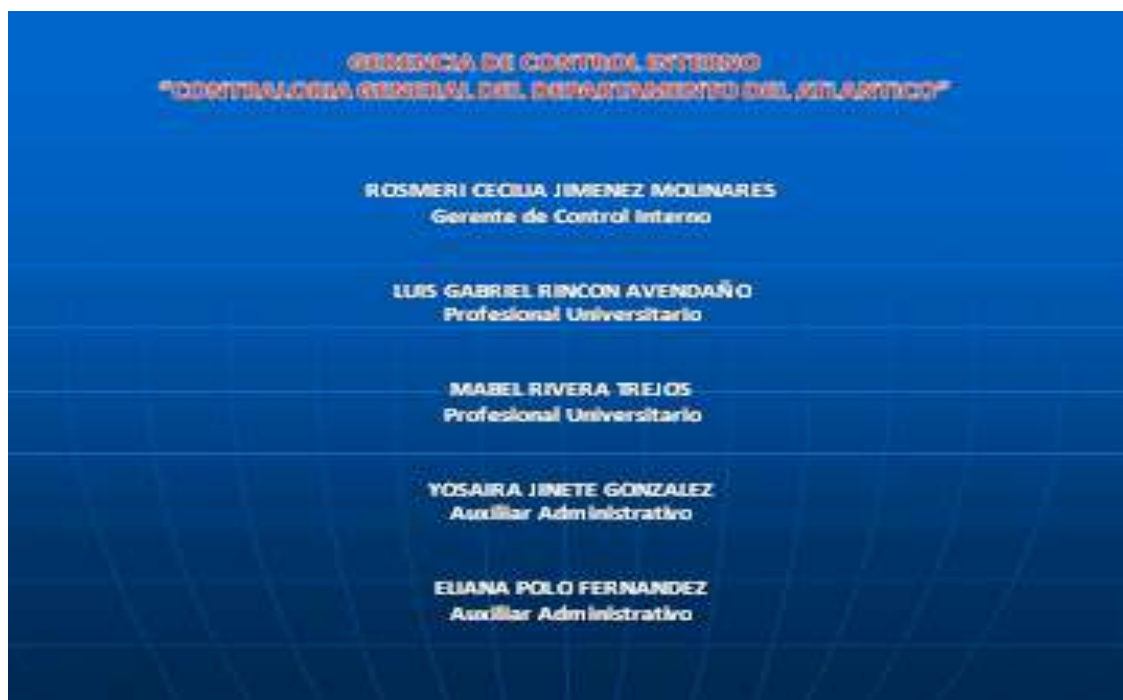 GERENCIA DE CONTROL INTERNO
"CONTRALORIA GENERAL DEL DEPARTAMENTO DEL ATLANTICO"
ROSMERI CECILIA JIMENEZ MOLINARES
Gerente de Control Interno
LUIS GABRIEL RINCON AVENDAÑO
Profesional Universitario
MABEL RIVERA TREJOS
Profesional Universitario
YOSAIRA JINETE GONZALEZ
Auxiliar Administrativo
ELIANA POLO FERNANDEZ
Auxiliar Administrativo